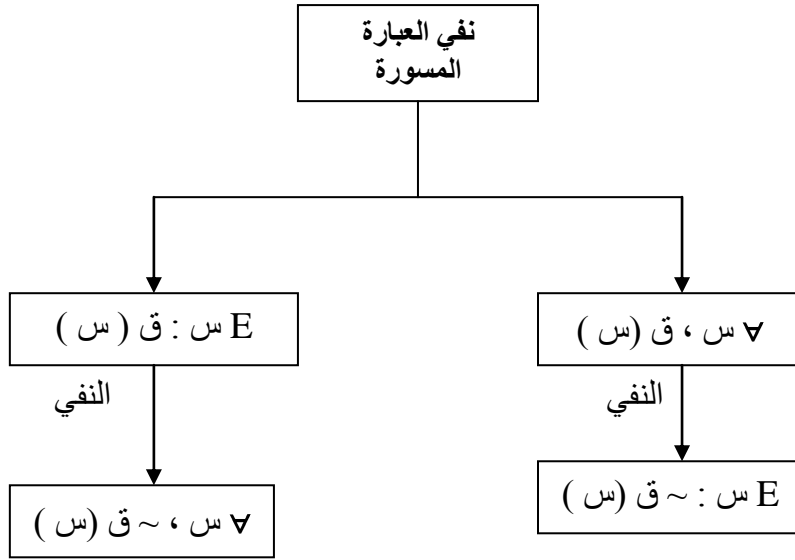 نفي العبارة
المسورة
∀ س ، ق (س )
E س : ق ( س )
النفي
النفي
E س : ~ ق (س )
∀ س ، ~ ق (س )